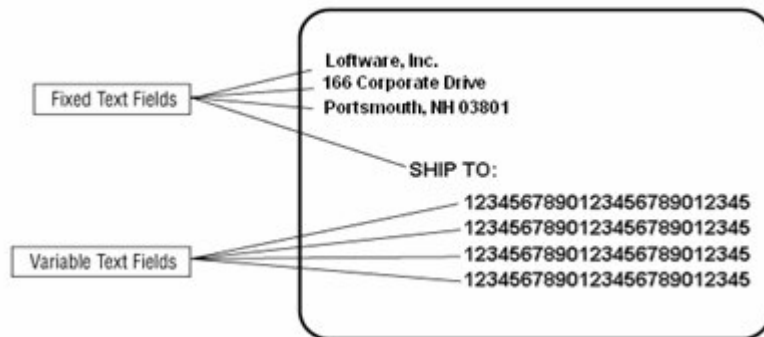 Loftware, Inc.
166 Corporate Drive
Fixed Text Fields
Portsmouth, NH 03801
SHIP TO:
1234567890123456789012345
1234567890123456789012345
Variable Text Fields
1234567890123456789012345
1234567890123456789012345